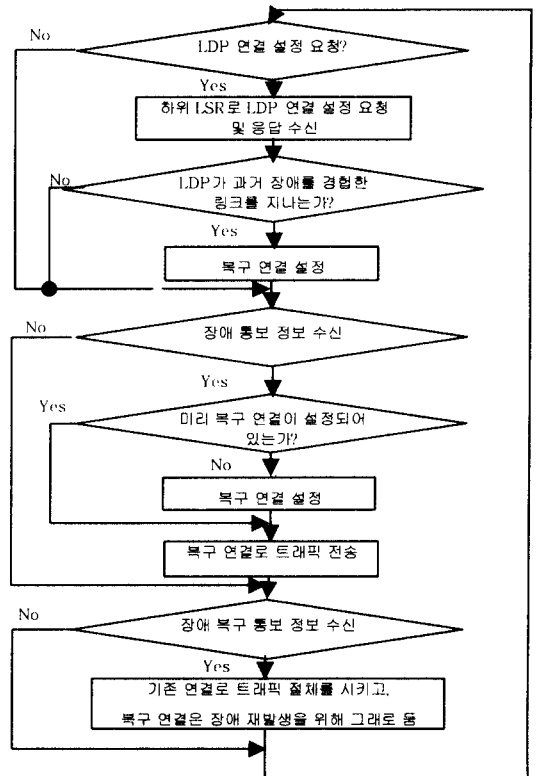 No
LDP 연결 설정 요청?
Yes
하위 LSR로 LDP 연결 설정 요청
및 응답 수신
No
LDP가 과거 장애를 경험한
링크를 지나는가?
Yes
복구 연결 설정
No
장애 통보 정보 수신
Yes
Yes
미리 복구 연결이 설정되어
있는가?
No
복구 연결 설정
복구 연결로 트래픽 전송
No
장애 복구 통보 정보 수신
Yes
기존 연결로 트래픽 절체를 시키고,
복구 연결은 장애 재발생을 위해 그래로 둠